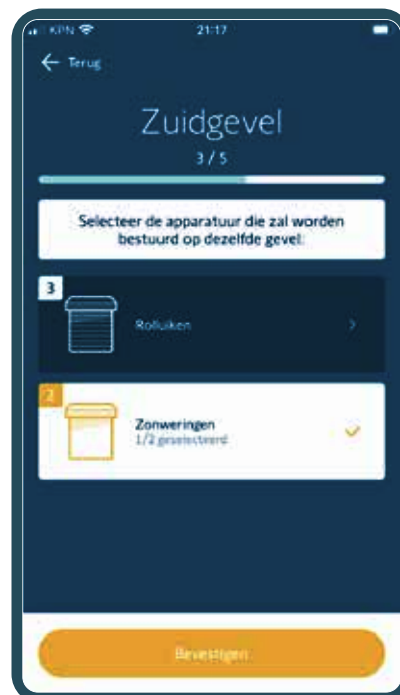 KPN 21:17
← Terug
Zuidgevel
3 / 5
Selecteer de apparatuur die zal worden
bestuurd op dezelfde gevel:
3
Rolluiken
2
Zonweringen
1/2 geselecteerd
Bevestigen